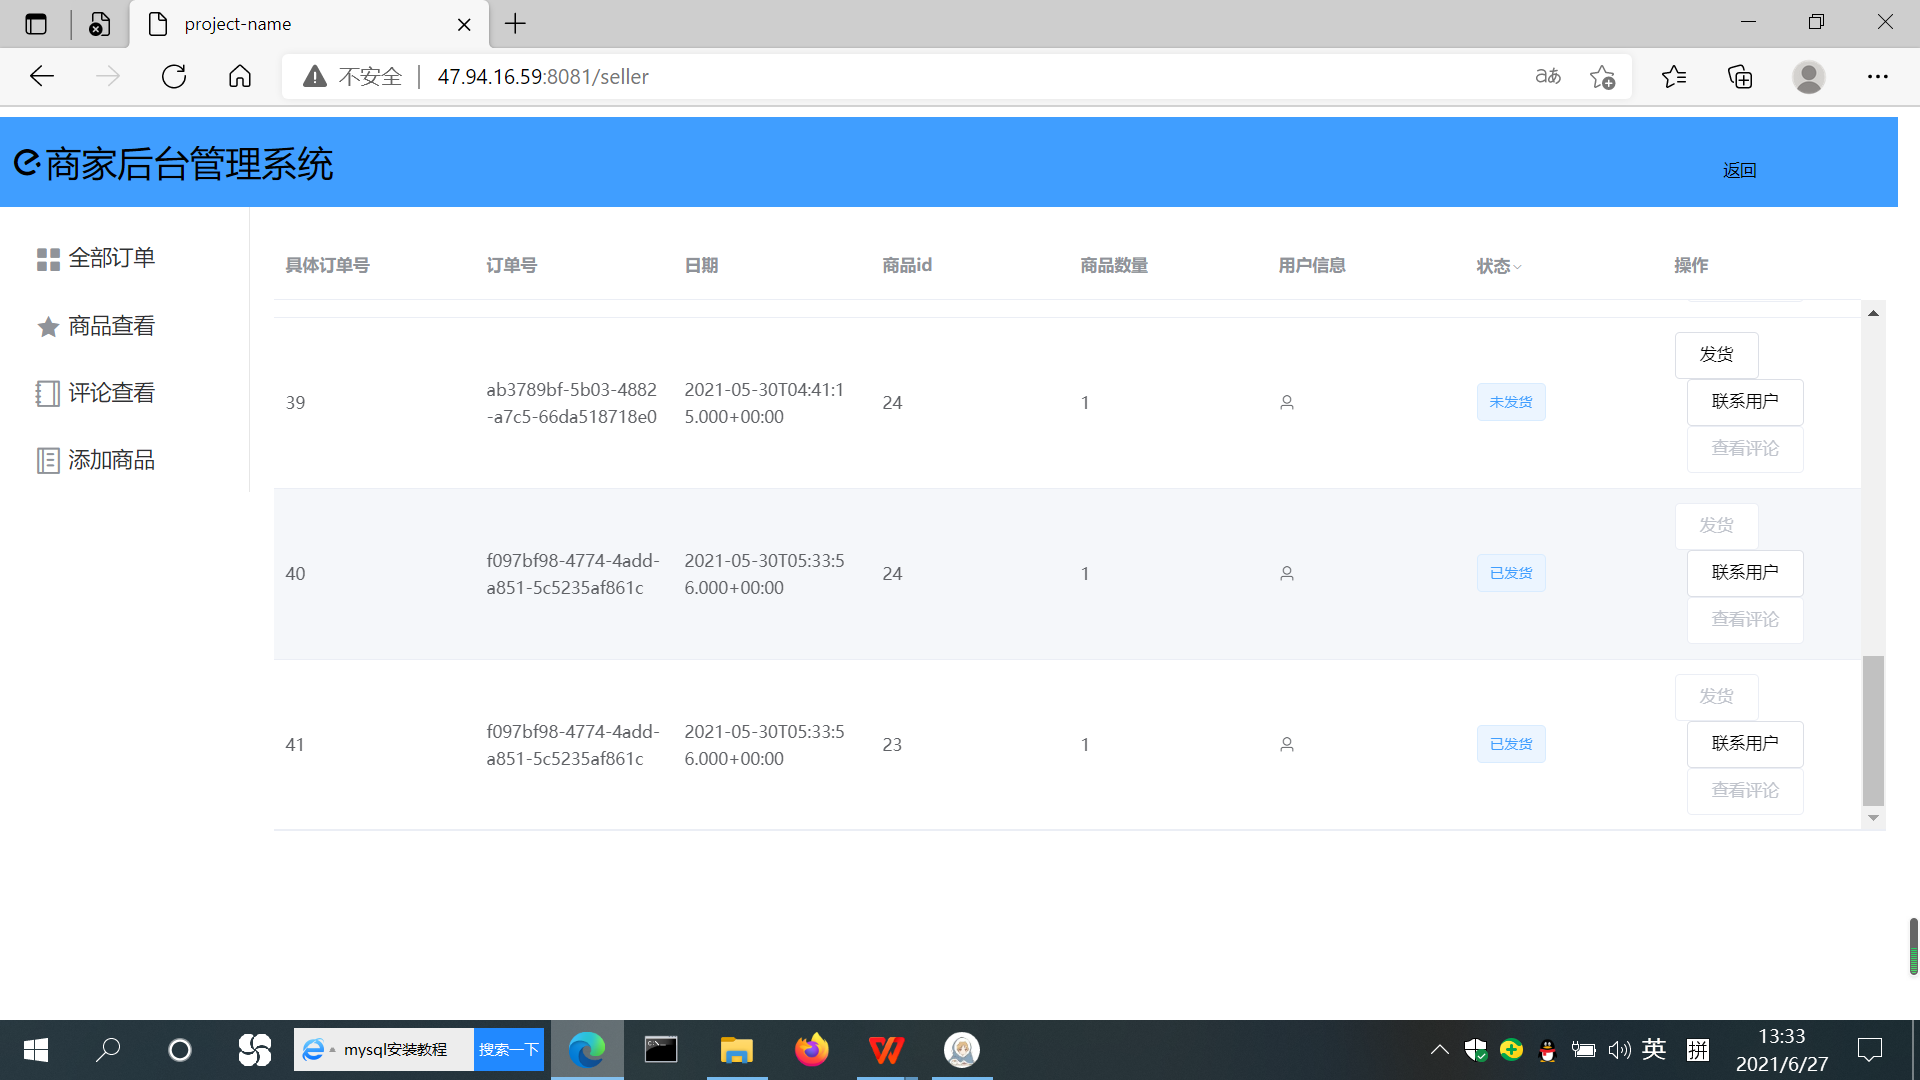 project-name
不安全
47.94.16.59:8081/seller
aあ
商家后台管理系统
返回
全部订单
商品查看
评论查看
添加商品
具体订单号 订单号 日期 商品id 商品数量 用户信息 状态 操作
39 ab3789bf-5b03-4882 2021-05-30T04:41:1 24 1 未发货 发货
-a7c5-66da518718e0 5.000+00:00 联系用户
查看评论
40 f097bf98-4774-4add- 2021-05-30T05:33:5 24 1 已发货 发货
a851-5c5235af861c 6.000+00:00 联系用户
查看评论
41 f097bf98-4774-4add- 2021-05-30T05:33:5 23 1 已发货 发货
a851-5c5235af861c 6.000+00:00 联系用户
查看评论
mysql安装教程 搜索一下
英 拼
13:33
2021/6/27